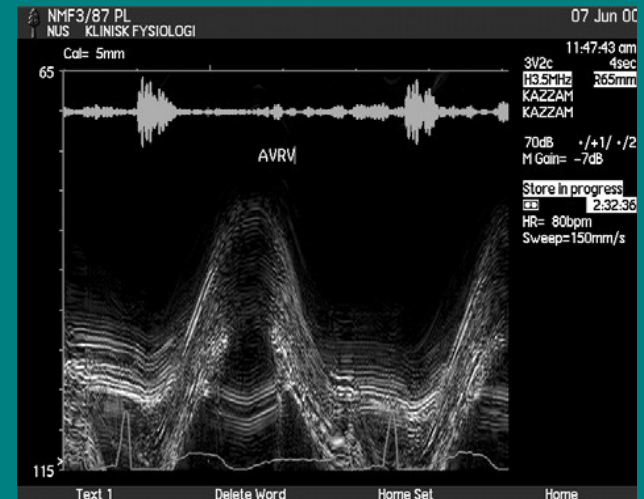 NMF3/87 PL
07 Jun 00
NUS KLINISK FYSIOLOGI
11:47:43 am
Cal= 5mm
3V2c 4sec
65
H3.5MHz R65mm
KAZZAM
KAZZAM
70dB ·/+1/ ·/2
M Gain= -7dB
AVRV
Store in progress
2:32:36
HR= 80bpm
Sweep=150mm/s
115
Text 1 Delete Word Home Set Home